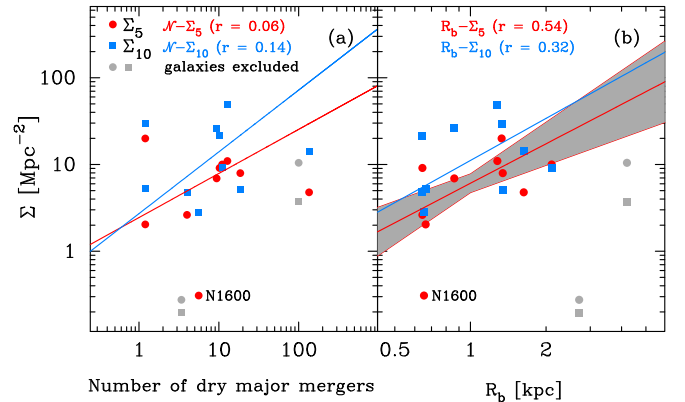 Σ₅ 𝒩–Σ₅ (r = 0.06) (a)
Σ₁₀ 𝒩–Σ₁₀ (r = 0.14)
galaxies excluded
R_b–Σ₅ (r = 0.54) (b)
R_b–Σ₁₀ (r = 0.32)
Σ [Mpc⁻²]
100
10
1
N1600
N1600
1 10 100
0.5 1 2
Number of dry major mergers
R_b [kpc]